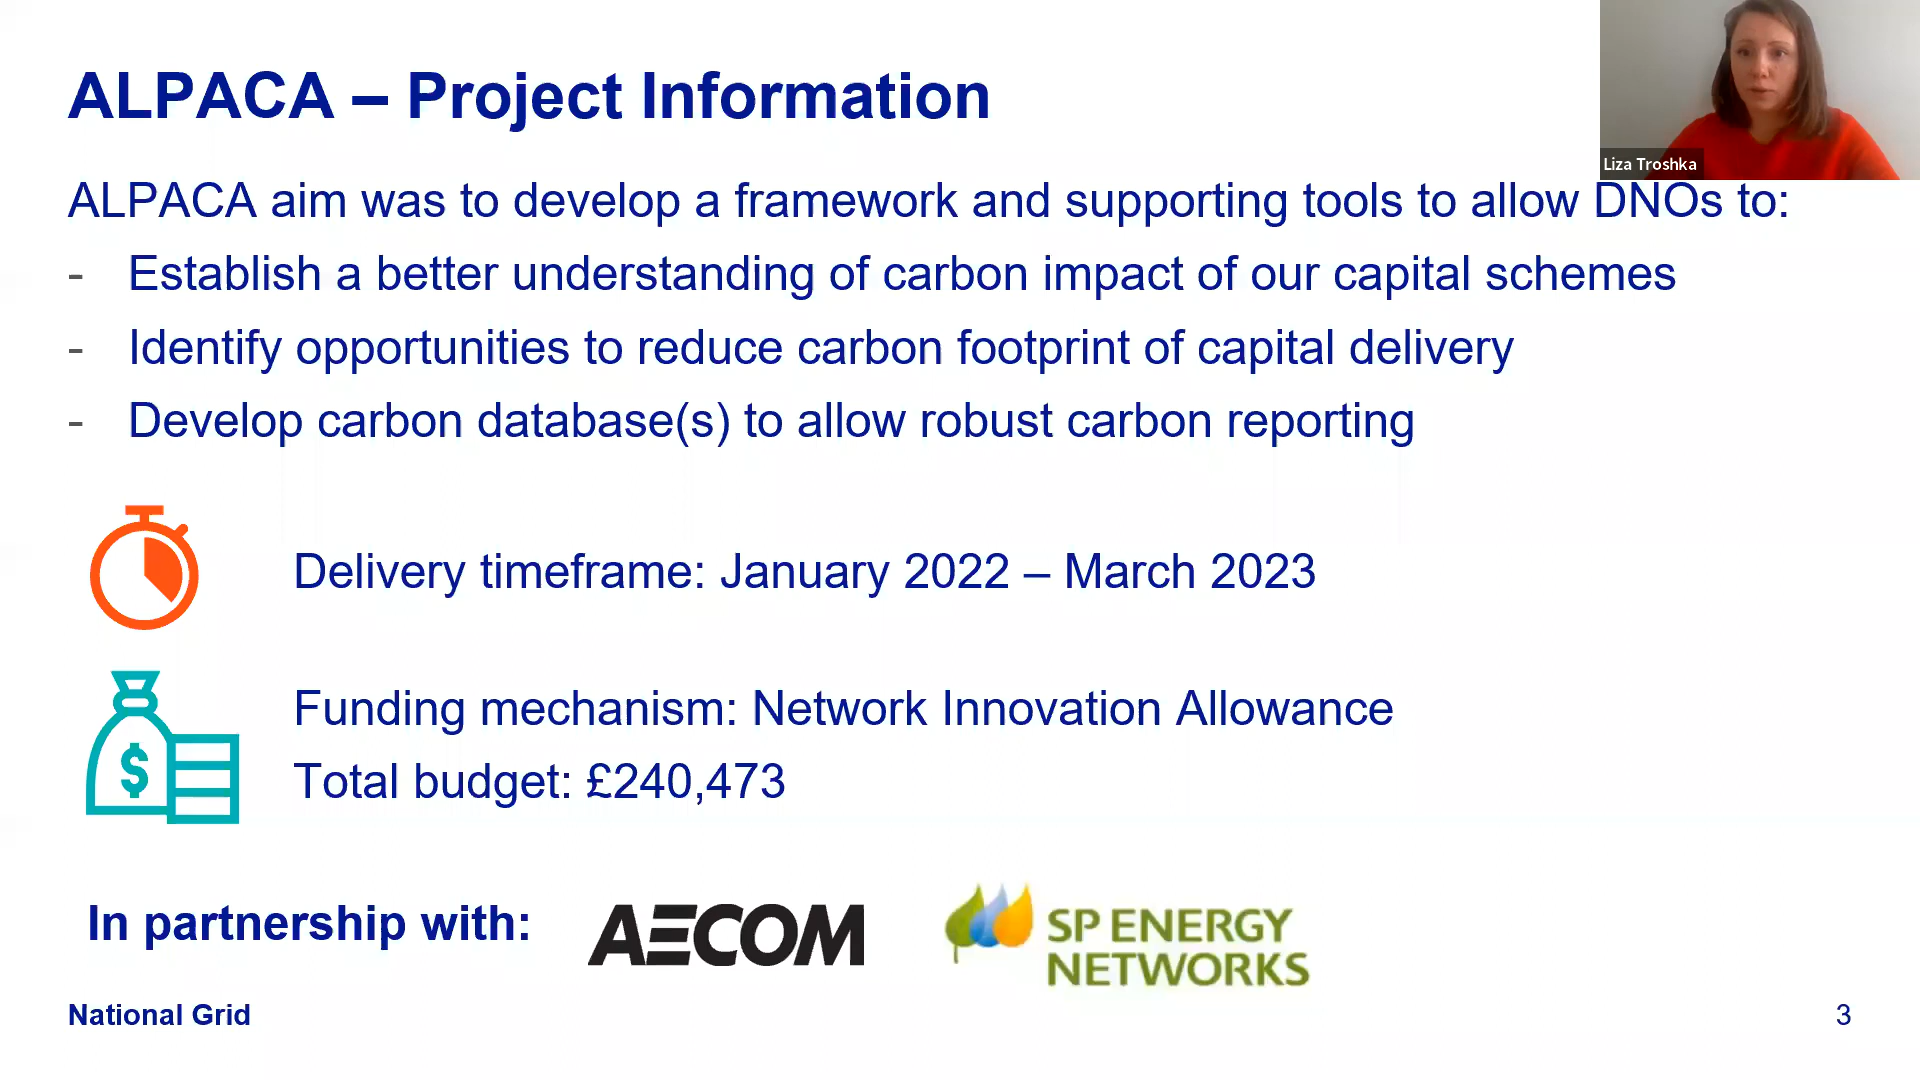 ALPACA – Project Information
Liza Troshka
ALPACA aim was to develop a framework and supporting tools to allow DNOs to:
- Establish a better understanding of carbon impact of our capital schemes
- Identify opportunities to reduce carbon footprint of capital delivery
- Develop carbon database(s) to allow robust carbon reporting
Delivery timeframe: January 2022 – March 2023
$
Funding mechanism: Network Innovation Allowance
Total budget: £240,473
In partnership with:
AECOM
SP ENERGY
NETWORKS
National Grid
3